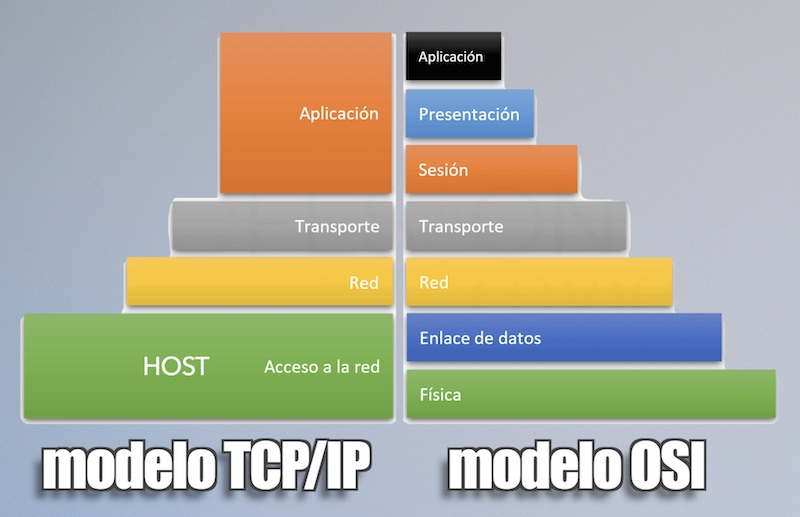 Aplicación
Transporte
Red
HOST Acceso a la red
modelo TCP/IP
Aplicación
Presentación
Sesión
Transporte
Red
Enlace de datos
Física
modelo OSI